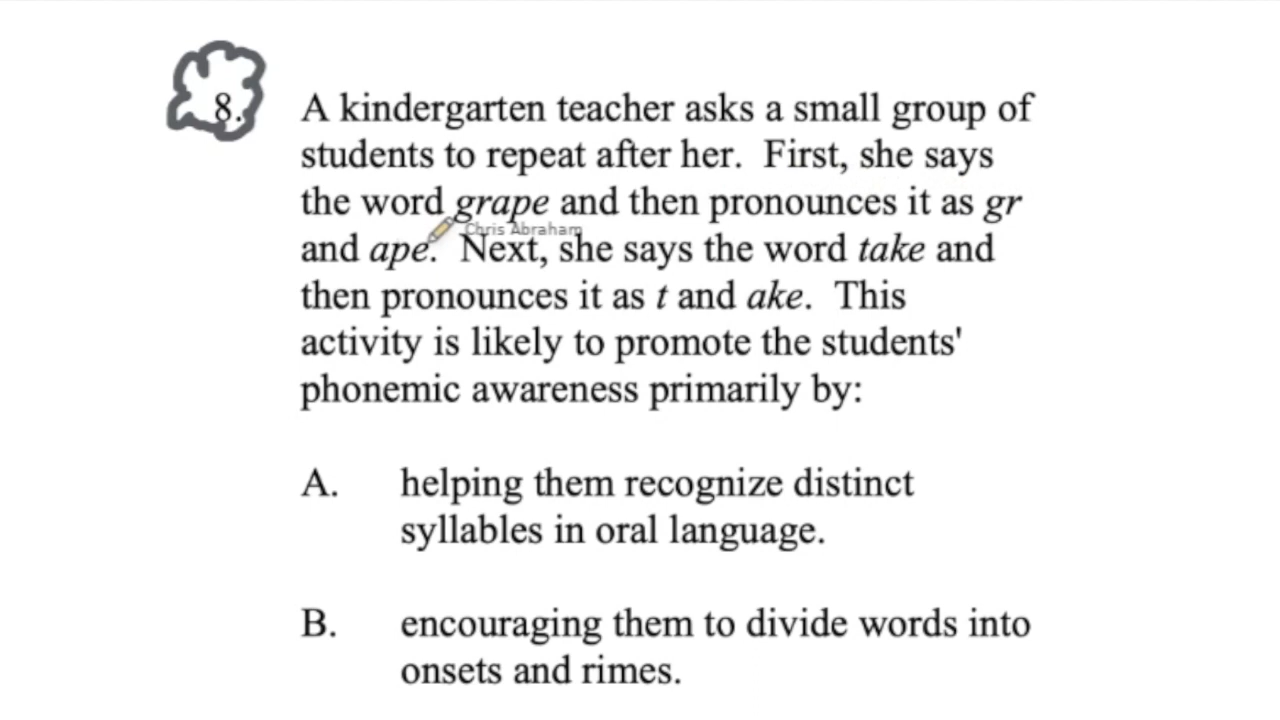 8. A kindergarten teacher asks a small group of
students to repeat after her. First, she says
the word grape and then pronounces it as gr
Chris Abraham
and ape. Next, she says the word take and
then pronounces it as t and ake. This
activity is likely to promote the students'
phonemic awareness primarily by:
A. helping them recognize distinct
syllables in oral language.
B. encouraging them to divide words into
onsets and rimes.